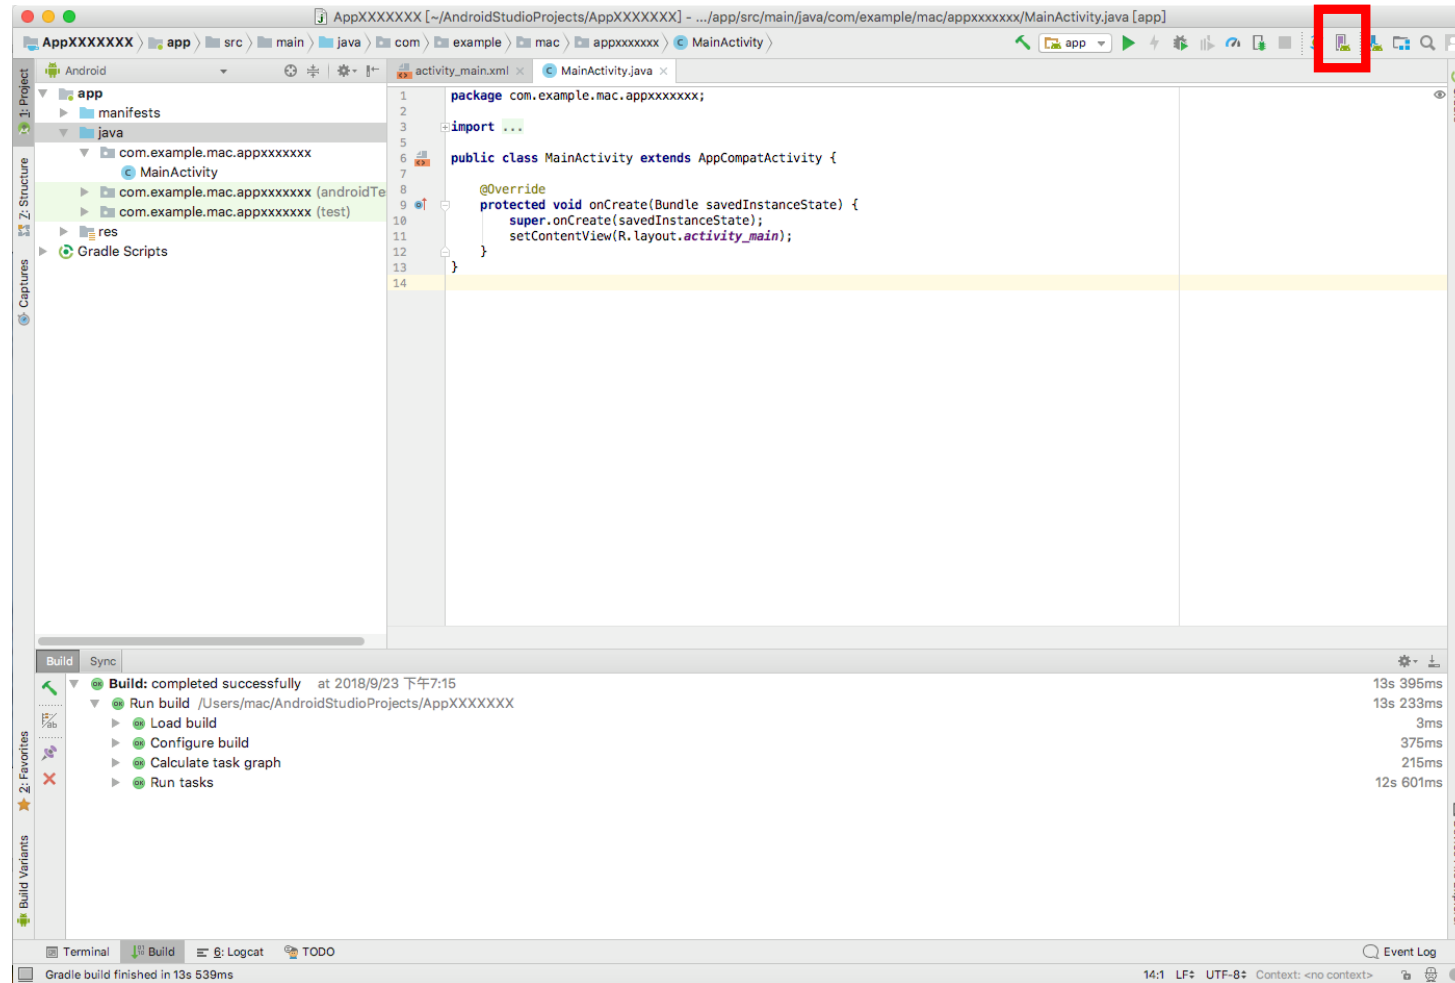 AppXXXXXXX [~/AndroidStudioProjects/AppXXXXXXX] - .../app/src/main/java/com/example/mac/appxxxxxxx/MainActivity.java [app]
AppXXXXXXX app src main java com example mac appxxxxxxx MainActivity
app
Android
activity_main.xml
MainActivity.java
1: Project
Z: Structure
Captures
2: Favorites
Build Variants
app
manifests
java
com.example.mac.appxxxxxxx
MainActivity
com.example.mac.appxxxxxxx (androidTe
com.example.mac.appxxxxxxx (test)
res
Gradle Scripts
1 package com.example.mac.appxxxxxxx;
2
3 import ...
5
6 public class MainActivity extends AppCompatActivity {
7
8 @Override
9 protected void onCreate(Bundle savedInstanceState) {
10 super.onCreate(savedInstanceState);
11 setContentView(R.layout.activity_main);
12 }
13 }
14
Build Sync
Build: completed successfully at 2018/9/23 下午7:15 13s 395ms
Run build /Users/mac/AndroidStudioProjects/AppXXXXXXX 13s 233ms
Load build 3ms
Configure build 375ms
Calculate task graph 215ms
Run tasks 12s 601ms
Terminal Build 6: Logcat TODO Event Log
Gradle build finished in 13s 539ms 14:1 LF UTF-8 Context: <no context>